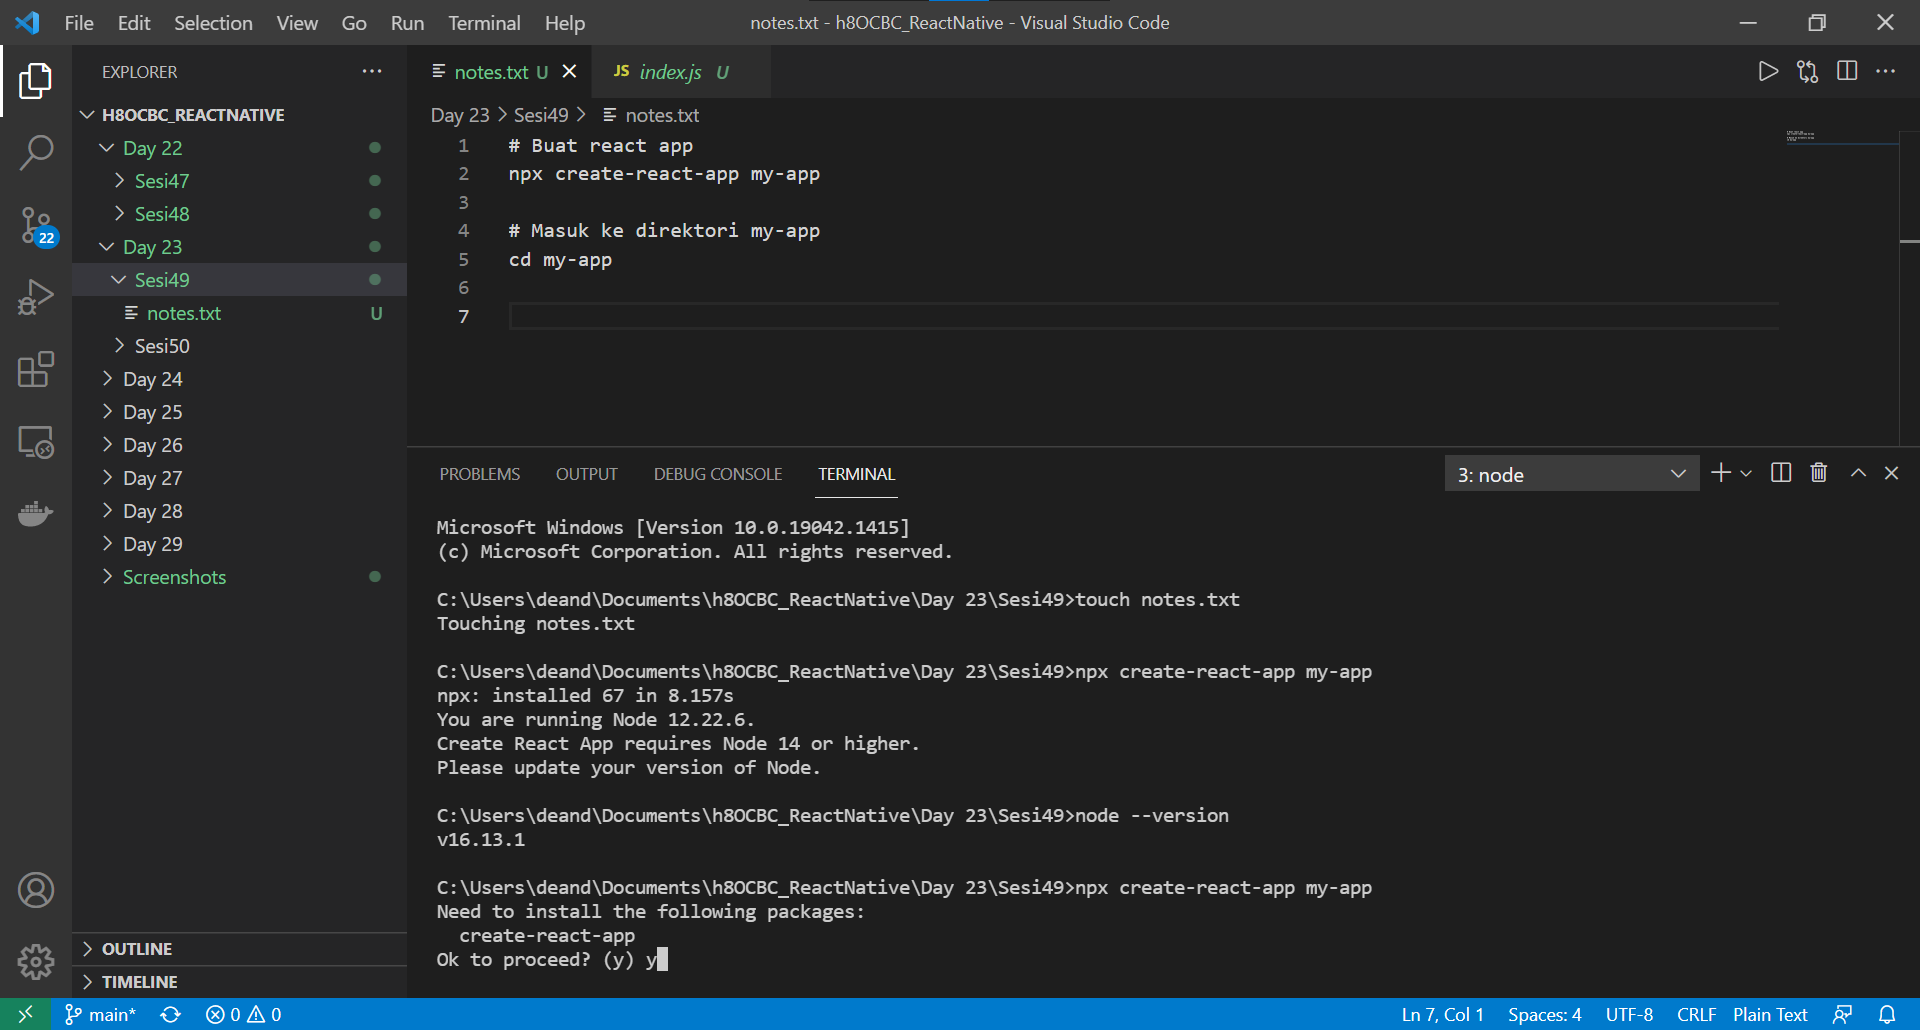 File Edit Selection View Go Run Terminal Help
notes.txt - h8OCBC_ReactNative - Visual Studio Code
EXPLORER
H8OCBC_REACTNATIVE
Day 22
Sesi47
Sesi48
Day 23
Sesi49
notes.txt U
Sesi50
Day 24
Day 25
Day 26
Day 27
Day 28
Day 29
Screenshots
OUTLINE
TIMELINE
22
notes.txt U
JS index.js U
Day 23 > Sesi49 > notes.txt
1 # Buat react app
2 npx create-react-app my-app
3
4 # Masuk ke direktori my-app
5 cd my-app
6
7
PROBLEMS OUTPUT DEBUG CONSOLE TERMINAL
3: node
Microsoft Windows [Version 10.0.19042.1415]
(c) Microsoft Corporation. All rights reserved.
C:\Users\deand\Documents\h8OCBC_ReactNative\Day 23\Sesi49>touch notes.txt
Touching notes.txt
C:\Users\deand\Documents\h8OCBC_ReactNative\Day 23\Sesi49>npx create-react-app my-app
npx: installed 67 in 8.157s
You are running Node 12.22.6.
Create React App requires Node 14 or higher.
Please update your version of Node.
C:\Users\deand\Documents\h8OCBC_ReactNative\Day 23\Sesi49>node --version
v16.13.1
C:\Users\deand\Documents\h8OCBC_ReactNative\Day 23\Sesi49>npx create-react-app my-app
Need to install the following packages:
create-react-app
Ok to proceed? (y) y
main* 0 0
Ln 7, Col 1 Spaces: 4 UTF-8 CRLF Plain Text